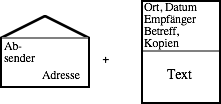 Ab-
sender
Adresse
+
Ort, Datum
Empfänger
Betreff,
Kopien
Text